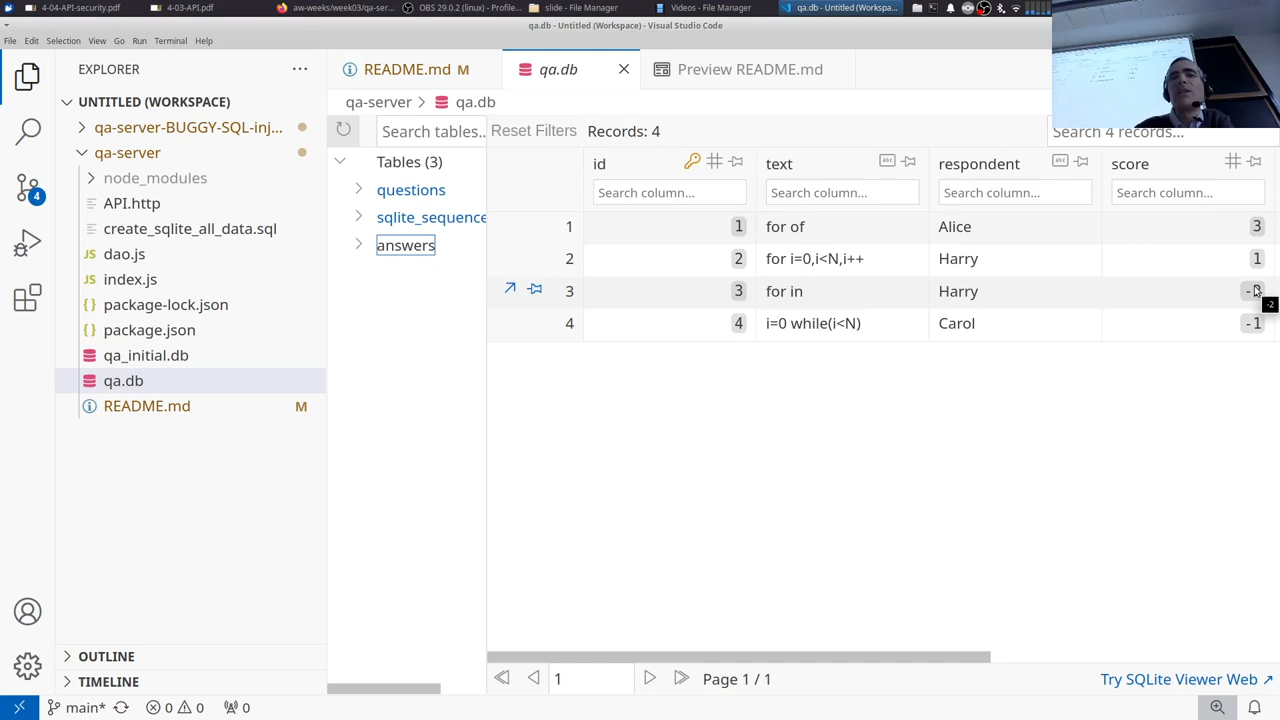 4-04-API-security.pdf
4-03-API.pdf
aw-weeks/week03/qa-ser...
OBS 29.0.2 (linux) - Profile...
slide - File Manager
Videos - File Manager
qa.db - Untitled (Workspa...
qa.db - Untitled (Workspace) - Visual Studio Code
File Edit Selection View Go Run Terminal Help
EXPLORER
UNTITLED (WORKSPACE)
qa-server-BUGGY-SQL-inj...
qa-server
node_modules
API.http
create_sqlite_all_data.sql
dao.js
index.js
package-lock.json
package.json
qa_initial.db
qa.db
README.md M
OUTLINE
TIMELINE
4
README.md M
qa.db
Preview README.md
qa-server > qa.db
Search tables...
Reset Filters
Records: 4
Search 4 records...
Tables (3)
questions
sqlite_sequence
answers
id text respondent score
Search column... Search column... Search column... Search column...
1 1 for of Alice 3
2 2 for i=0,i<N,i++ Harry 1
3 3 for in Harry
-2
4 4 i=0 while(i<N) Carol -1
1
Page 1 / 1
Try SQLite Viewer Web ↗
main* 0 0 0